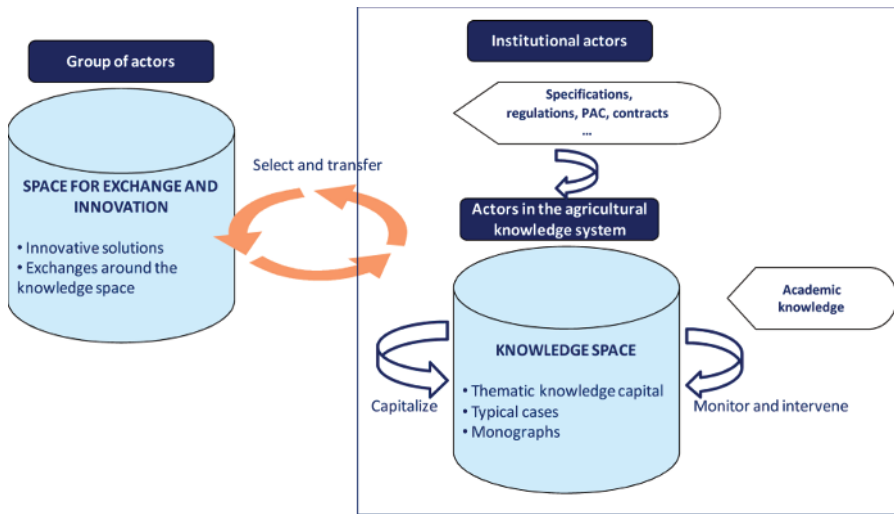 Group of actors
SPACE FOR EXCHANGE AND
INNOVATION
• Innovative solutions
• Exchanges around the
knowledge space
Select and transfer
Institutional actors
Specifications,
regulations, PAC, contracts
...
Actors in the agricultural
knowledge system
Academic
knowledge
KNOWLEDGE SPACE
• Thematic knowledge capital
• Typical cases
• Monographs
Capitalize
Monitor and intervene